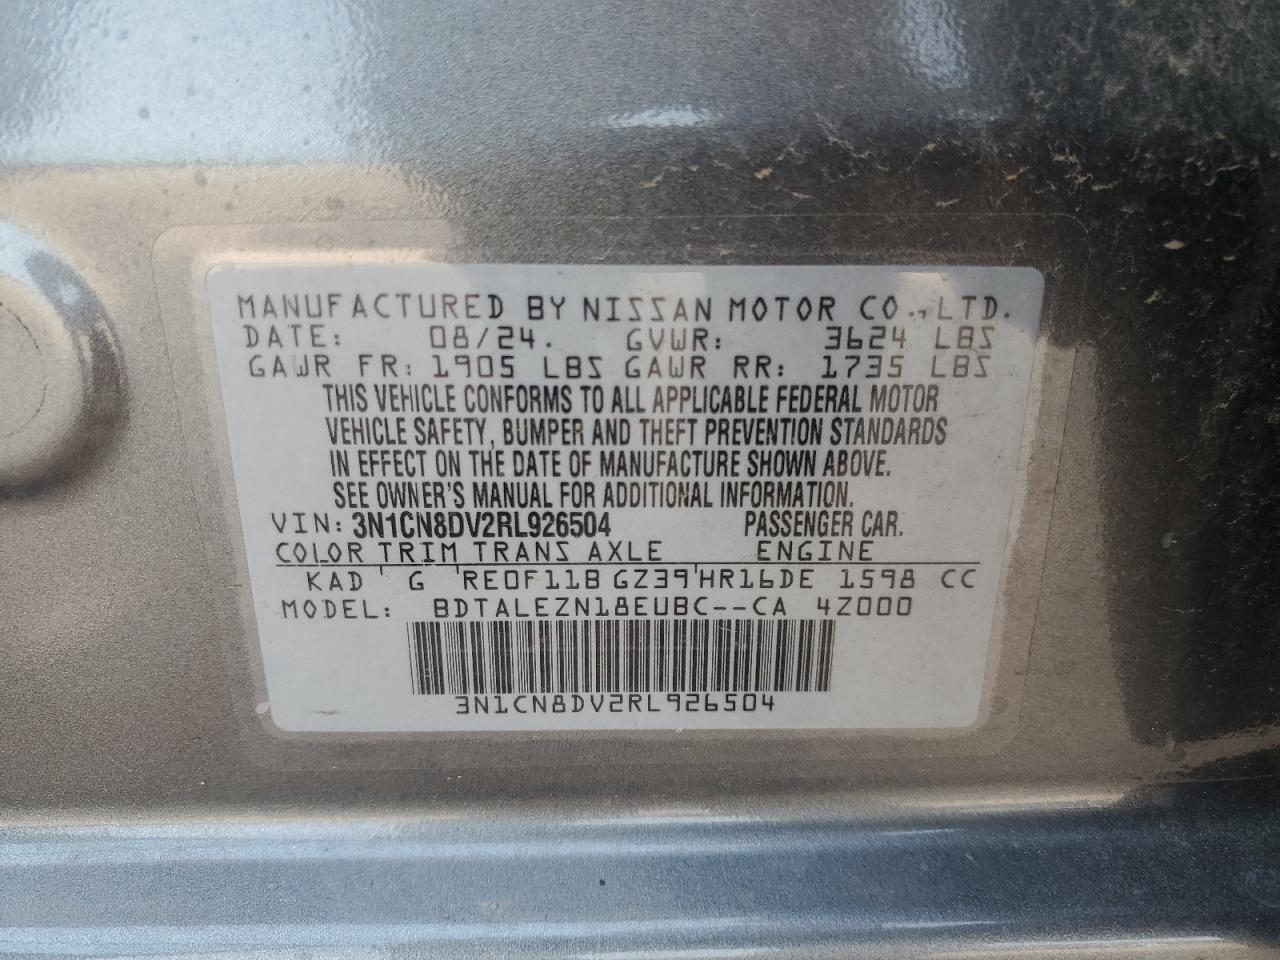 MANUFACTURED BY NISSAN MOTOR CO., LTD.
DATE: 08/24. GVWR: 3624 LBS
GAWR FR: 1905 LBS GAWR RR: 1735 LBS
THIS VEHICLE CONFORMS TO ALL APPLICABLE FEDERAL MOTOR
VEHICLE SAFETY, BUMPER AND THEFT PREVENTION STANDARDS
IN EFFECT ON THE DATE OF MANUFACTURE SHOWN ABOVE.
SEE OWNER'S MANUAL FOR ADDITIONAL INFORMATION.
VIN: 3N1CN8DV2RL926504 PASSENGER CAR.
COLOR TRIM TRANS AXLE ENGINE
KAD G RE0F11B GZ39 HR16DE 1598 CC
MODEL: BDTALEZN18EUBC--CA 4Z000
3N1CN8DV2RL926504